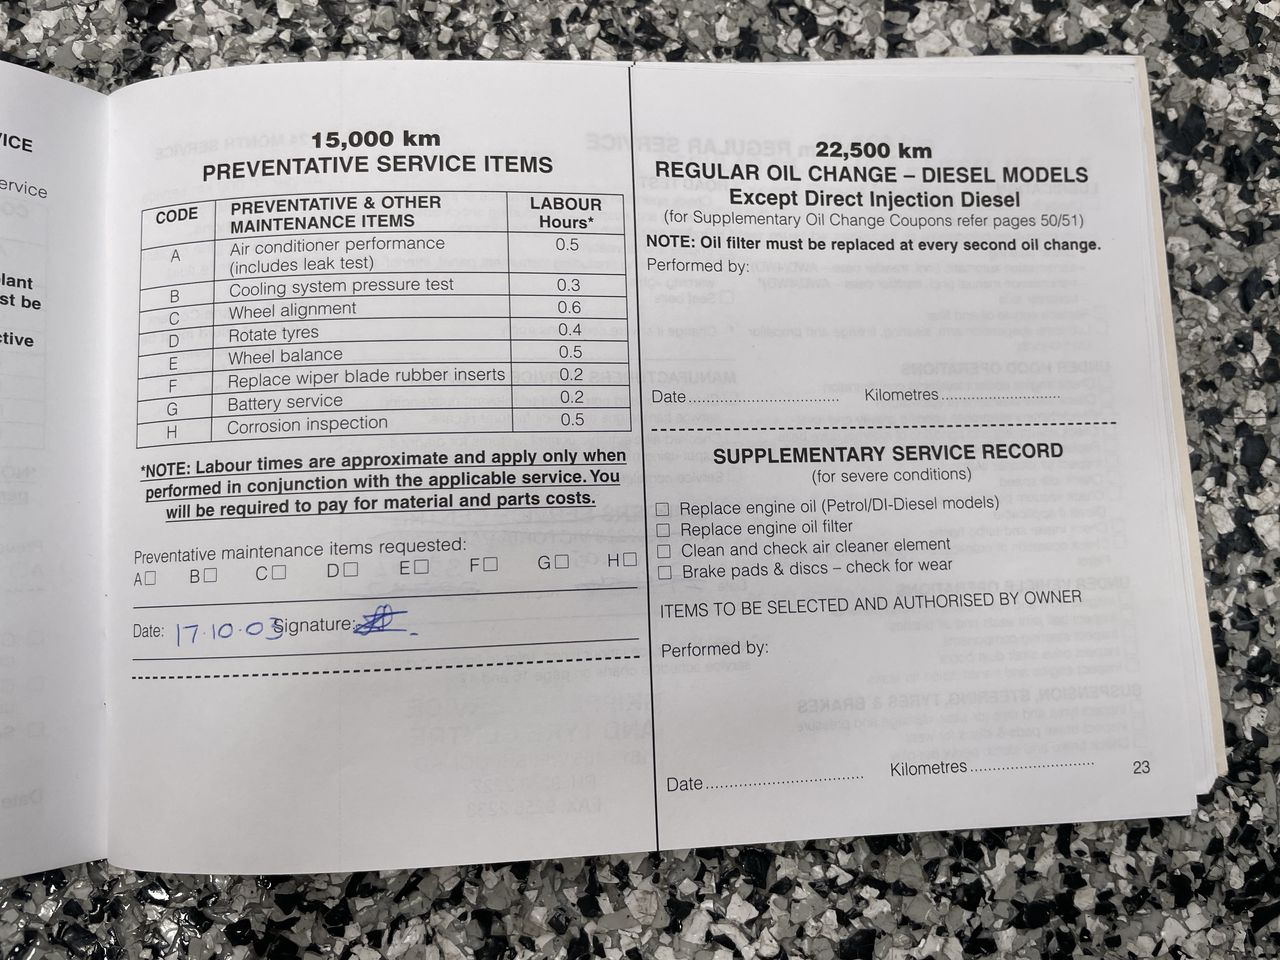 VICE
ervice
lant
st be
ctive
15,000 km
PREVENTATIVE SERVICE ITEMS
CODE PREVENTATIVE & OTHER MAINTENANCE ITEMS LABOUR Hours*
A Air conditioner performance (includes leak test) 0.5
B Cooling system pressure test 0.3
C Wheel alignment 0.6
D Rotate tyres 0.4
E Wheel balance 0.5
F Replace wiper blade rubber inserts 0.2
G Battery service 0.2
H Corrosion inspection 0.5
*NOTE: Labour times are approximate and apply only when
performed in conjunction with the applicable service. You
will be required to pay for material and parts costs.
Preventative maintenance items requested:
A☐ B☐ C☐ D☐ E☐ F☐ G☐ H☐
Date: 17.10.03 Signature:
22,500 km
REGULAR OIL CHANGE – DIESEL MODELS
Except Direct Injection Diesel
(for Supplementary Oil Change Coupons refer pages 50/51)
NOTE: Oil filter must be replaced at every second oil change.
Performed by:
Date.............................. Kilometres..........................
SUPPLEMENTARY SERVICE RECORD
(for severe conditions)
☐ Replace engine oil (Petrol/DI-Diesel models)
☐ Replace engine oil filter
☐ Clean and check air cleaner element
☐ Brake pads & discs – check for wear
ITEMS TO BE SELECTED AND AUTHORISED BY OWNER
Performed by:
Date............................... Kilometres...........................
23